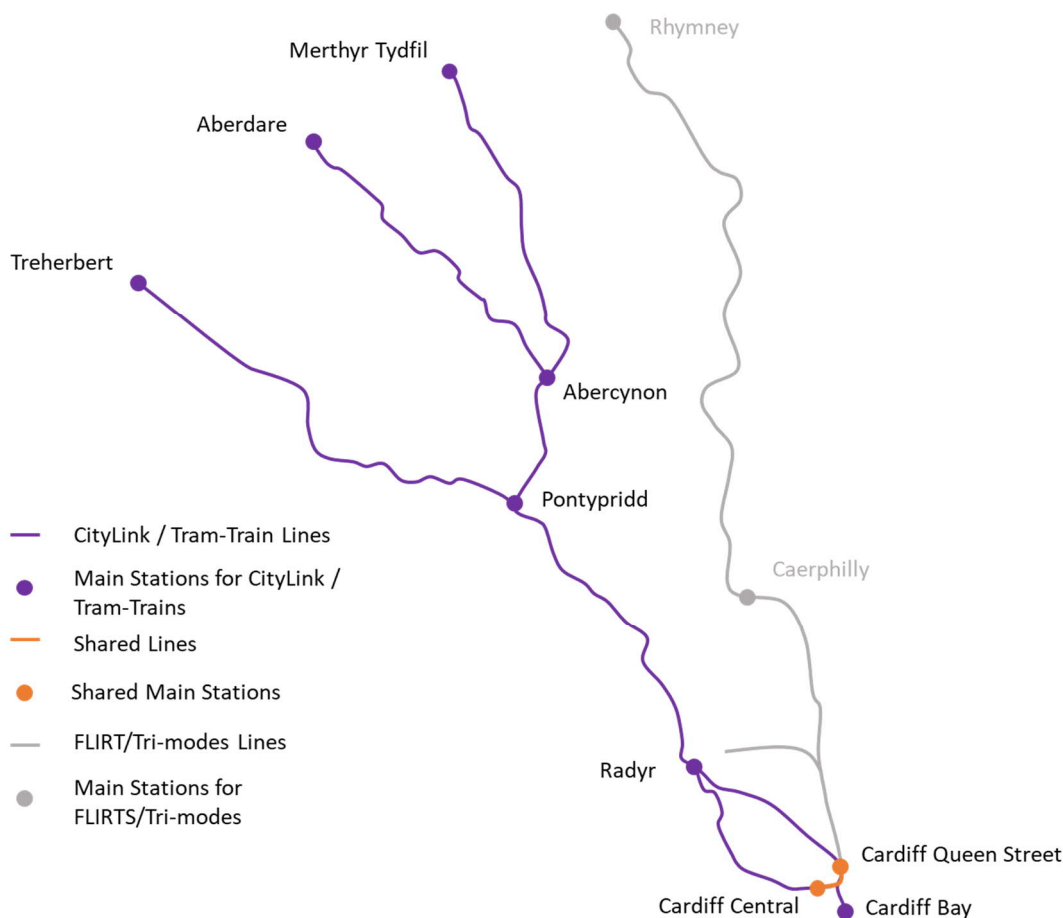 Rhymney
Merthyr Tydfil
Aberdare
Treherbert
Abercynon
Pontypridd
CityLink / Tram-Train Lines
Main Stations for CityLink /
Tram-Trains
Shared Lines
Shared Main Stations
FLIRT/Tri-modes Lines
Main Stations for
FLIRTS/Tri-modes
Caerphilly
Radyr
Cardiff Queen Street
Cardiff Central
Cardiff Bay